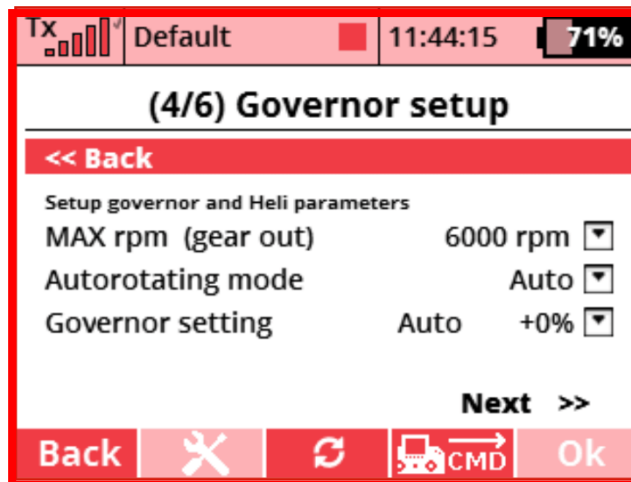 Tx Default 11:44:15 71%
(4/6) Governor setup
<< Back
Setup governor and Heli parameters
MAX rpm (gear out) 6000 rpm
Autorotating mode Auto
Governor setting Auto +0%
Next >>
Back CMD Ok